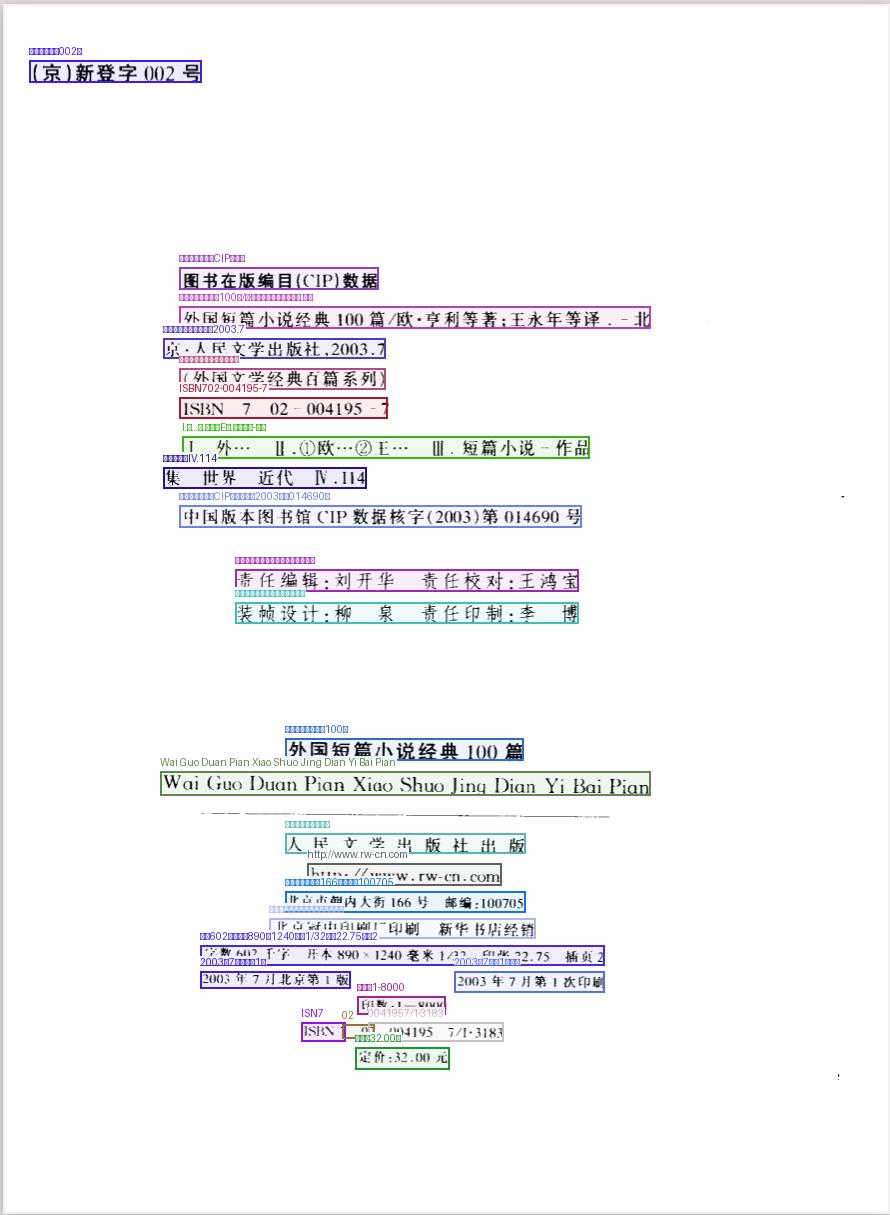 (京)新登字 002 号
图书在版编目(CIP)数据
外国短篇小说经典 100 篇/欧·亨利等著;王永年等译. - 北
京:人民文学出版社,2003.7
(外国文学经典百篇系列)
ISBN 7 02 - 004195 - 7
Ⅰ. 外… Ⅱ.①欧…②王… Ⅲ. 短篇小说 - 作品
集 世界 近代 Ⅳ.I14
中国版本图书馆 CIP 数据核字(2003)第 014690 号
责任编辑:刘开华 责任校对:王鸿宝
装帧设计:柳 泉 责任印制:李 博
外国短篇小说经典 100 篇
Wai Guo Duan Pian Xiao Shuo Jing Dian Yi Bai Pian
人民文学出版社出版
http://www.rw-cn.com
北京市朝内大街 166 号 邮编:100705
北京冠中印刷厂印刷 新华书店经销
字数 602 千字 开本 890 × 1240 毫米 1/32 印张 22.75 插页 2
2003 年 7 月北京第 1 版 2003 年 7 月第 1 次印刷
印数:1—8000
ISBN 7 02 004195 7/I·3183
定价:32.00 元